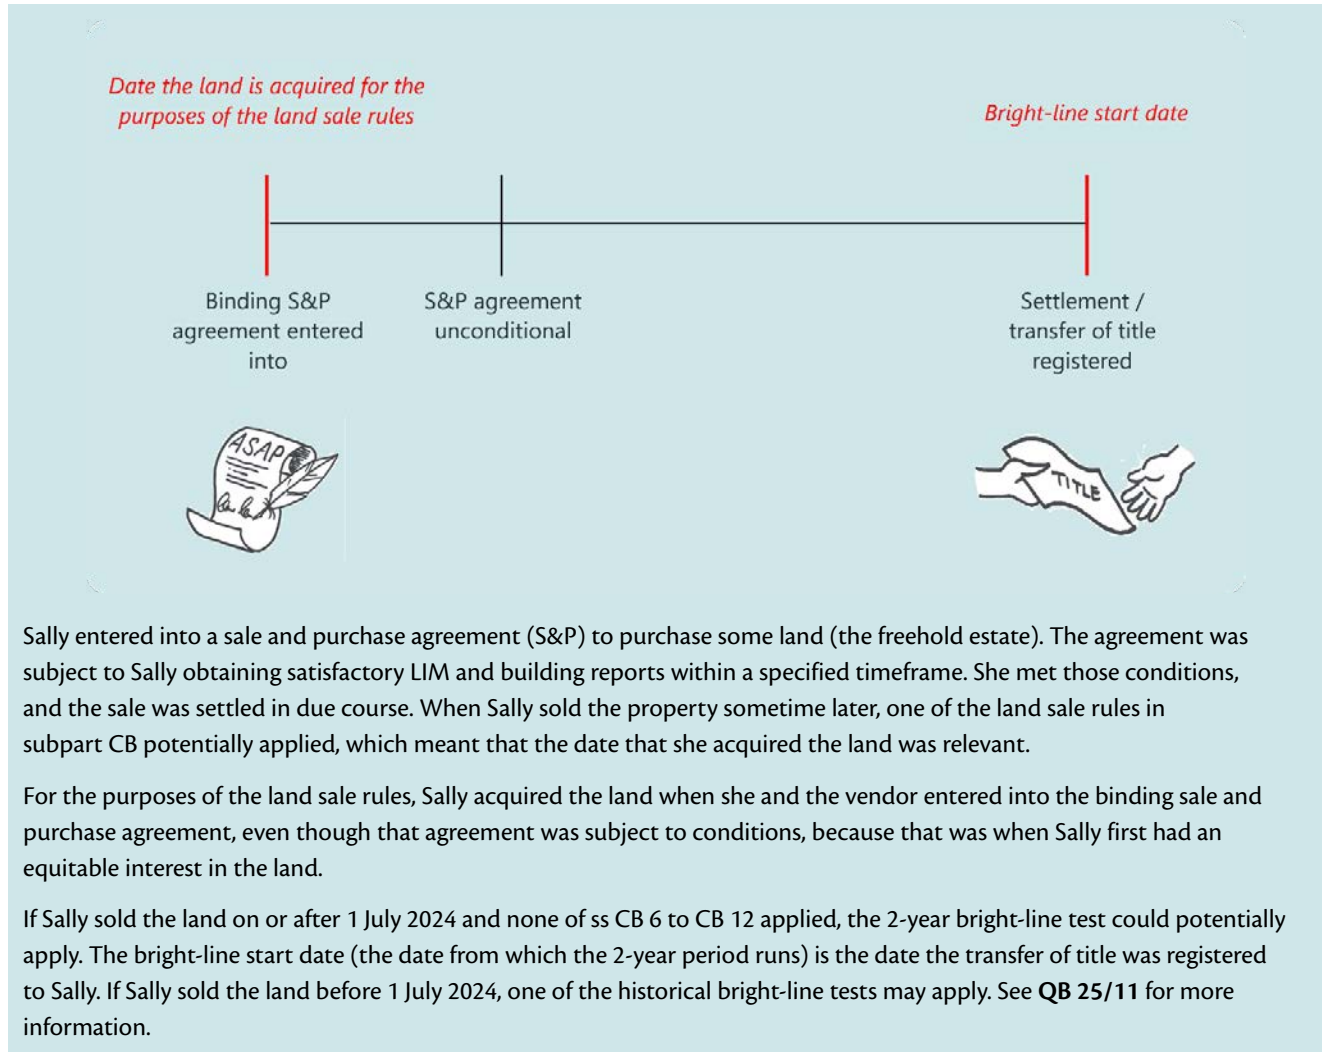 Date the land is acquired for the
purposes of the land sale rules
Bright-line start date
Binding S&P
agreement entered
into
S&P agreement
unconditional
Settlement /
transfer of title
registered
ASAP
TITLE
Sally entered into a sale and purchase agreement (S&P) to purchase some land (the freehold estate). The agreement was
subject to Sally obtaining satisfactory LIM and building reports within a specified timeframe. She met those conditions,
and the sale was settled in due course. When Sally sold the property sometime later, one of the land sale rules in
subpart CB potentially applied, which meant that the date that she acquired the land was relevant.
For the purposes of the land sale rules, Sally acquired the land when she and the vendor entered into the binding sale and
purchase agreement, even though that agreement was subject to conditions, because that was when Sally first had an
equitable interest in the land.
If Sally sold the land on or after 1 July 2024 and none of ss CB 6 to CB 12 applied, the 2-year bright-line test could potentially
apply. The bright-line start date (the date from which the 2-year period runs) is the date the transfer of title was registered
to Sally. If Sally sold the land before 1 July 2024, one of the historical bright-line tests may apply. See QB 25/11 for more
information.